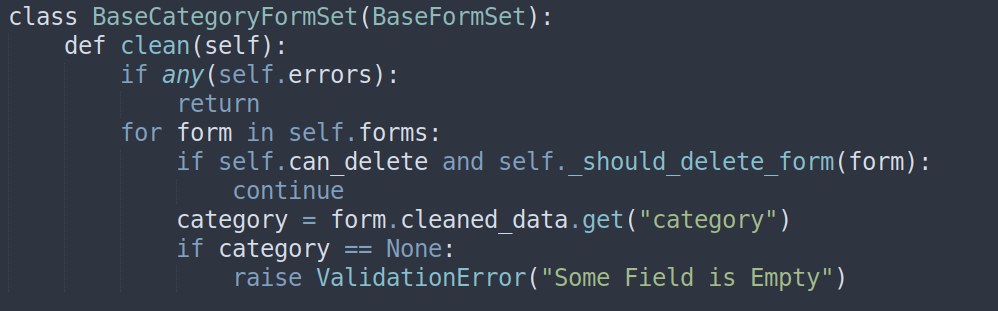 class BaseCategoryFormSet(BaseFormSet):
    def clean(self):
        if any(self.errors):
            return
        for form in self.forms:
            if self.can_delete and self._should_delete_form(form):
                continue
            category = form.cleaned_data.get("category")
            if category == None:
                raise ValidationError("Some Field is Empty")